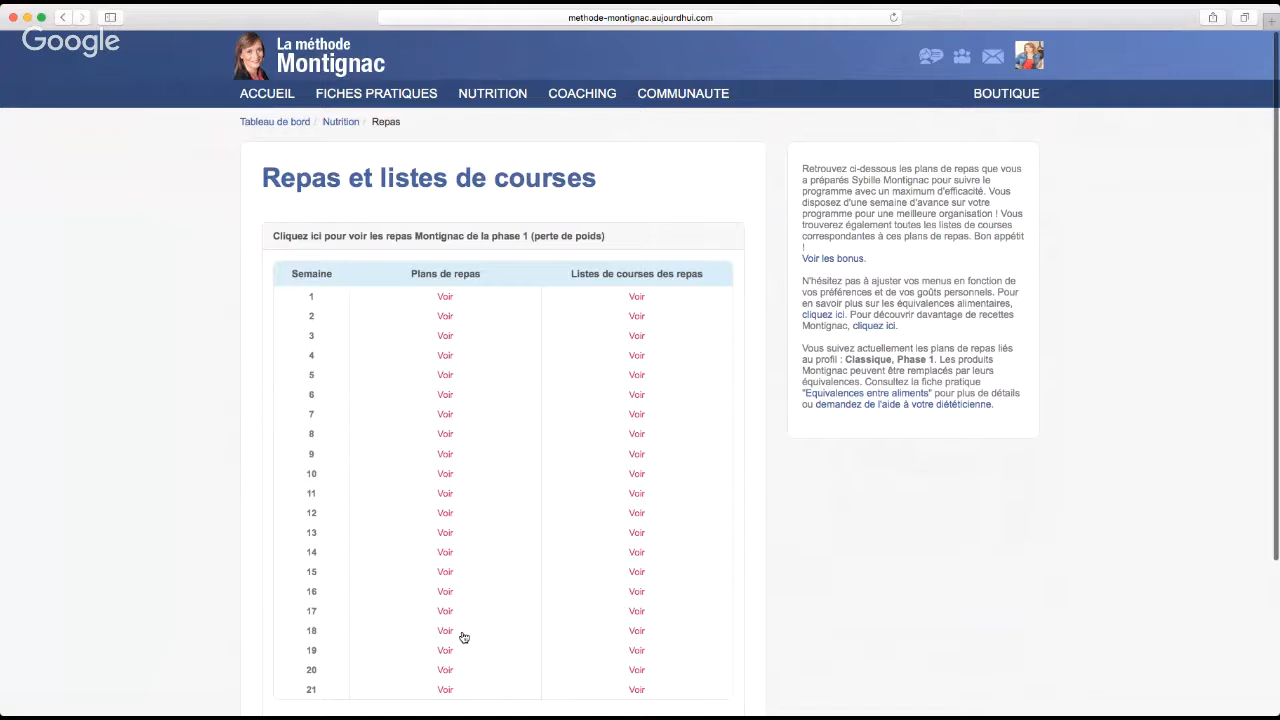 methode-montignac.aujourdhui.com
Google
La méthode
Montignac
ACCUEIL FICHES PRATIQUES NUTRITION COACHING COMMUNAUTE BOUTIQUE
Tableau de bord / Nutrition / Repas
Repas et listes de courses
Cliquez ici pour voir les repas Montignac de la phase 1 (perte de poids)
Semaine Plans de repas Listes de courses des repas
1 Voir Voir
2 Voir Voir
3 Voir Voir
4 Voir Voir
5 Voir Voir
6 Voir Voir
7 Voir Voir
8 Voir Voir
9 Voir Voir
10 Voir Voir
11 Voir Voir
12 Voir Voir
13 Voir Voir
14 Voir Voir
15 Voir Voir
16 Voir Voir
17 Voir Voir
18 Voir Voir
19 Voir Voir
20 Voir Voir
21 Voir Voir
Retrouvez ci-dessous les plans de repas que vous
a préparés Sybille Montignac pour suivre le
programme avec un maximum d'efficacité. Vous
disposez d'une semaine d'avance sur votre
programme pour une meilleure organisation ! Vous
trouverez également toutes les listes de courses
correspondantes à ces plans de repas. Bon appétit
!
Voir les bonus.
N'hésitez pas à ajuster vos menus en fonction de
vos préférences et de vos goûts personnels. Pour
en savoir plus sur les équivalences alimentaires,
cliquez ici. Pour découvrir davantage de recettes
Montignac, cliquez ici.
Vous suivez actuellement les plans de repas liés
au profil : Classique, Phase 1. Les produits
Montignac peuvent être remplacés par leurs
équivalences. Consultez la fiche pratique
"Equivalences entre aliments" pour plus de détails
ou demandez de l'aide à votre diététicienne.